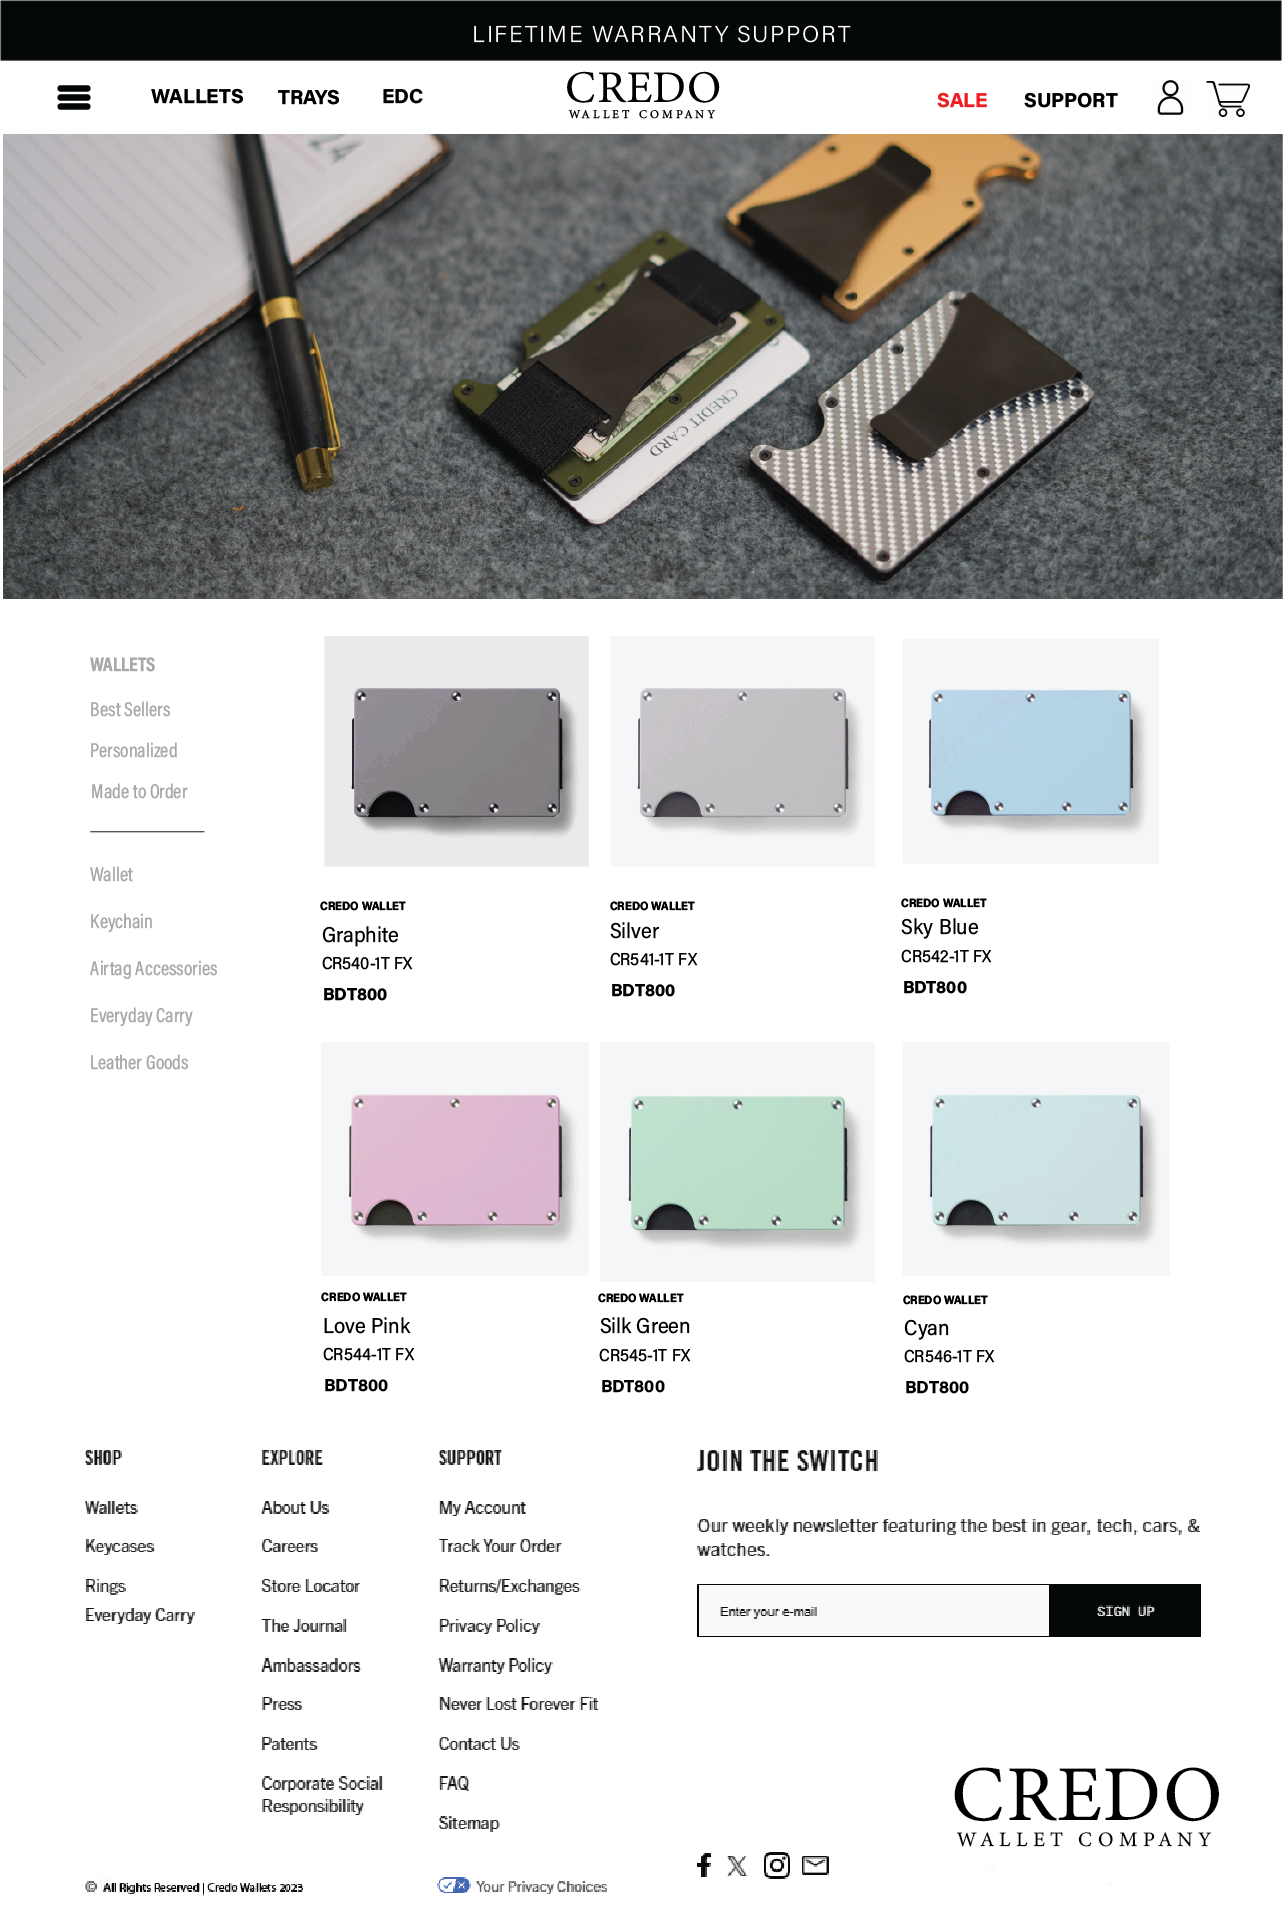 LIFETIME WARRANTY SUPPORT
WALLETS TRAYS EDC
CREDO
WALLET COMPANY
SALE SUPPORT
24
CREDIT CARD
WALLETS
Best Sellers
Personalized
Made to Order
Wallet
Keychain
Airtag Accessories
Everyday Carry
Leather Goods
CREDO WALLET
Graphite
CR540-1T FX
BDT800
CREDO WALLET
Silver
CR541-1T FX
BDT800
CREDO WALLET
Sky Blue
CR542-1T FX
BDT800
CREDO WALLET
Love Pink
CR544-1T FX
BDT800
CREDO WALLET
Silk Green
CR545-1T FX
BDT800
CREDO WALLET
Cyan
CR546-1T FX
BDT800
SHOP
Wallets
Keycases
Rings
Everyday Carry
EXPLORE
About Us
Careers
Store Locator
The Journal
Ambassadors
Press
Patents
Corporate Social
Responsibility
SUPPORT
My Account
Track Your Order
Returns/Exchanges
Privacy Policy
Warranty Policy
Never Lost Forever Fit
Contact Us
FAQ
Sitemap
JOIN THE SWITCH
Our weekly newsletter featuring the best in gear, tech, cars, &
watches.
Enter your e-mail
SIGN UP
CREDO
WALLET COMPANY
© All Rights Reserved | Credo Wallets 2023
Your Privacy Choices